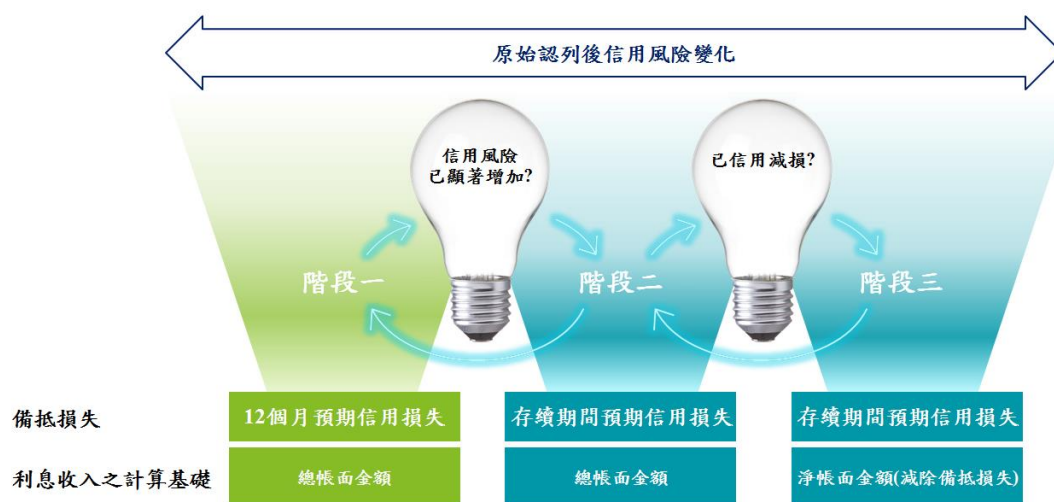 原始認列後信用風險變化
信用風險
已顯著增加?
已信用減損?
階段一
階段二
階段三
備抵損失
12個月預期信用損失
存續期間預期信用損失
存續期間預期信用損失
利息收入之計算基礎
總帳面金額
總帳面金額
淨帳面金額(減除備抵損失)